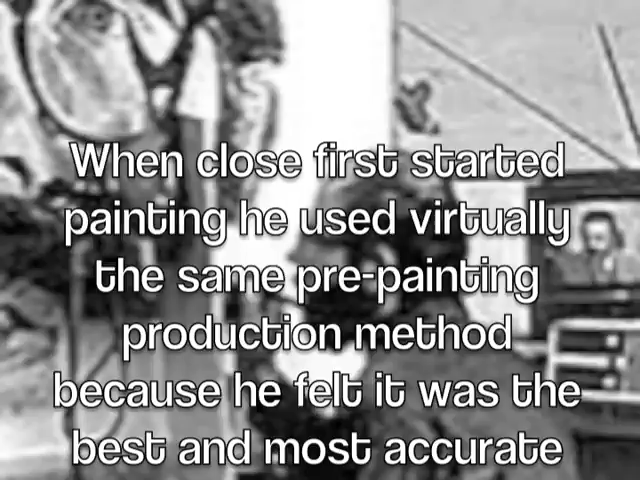 When close first started
painting he used virtually
the same pre-painting
production method
because he felt it was the
best and most accurate